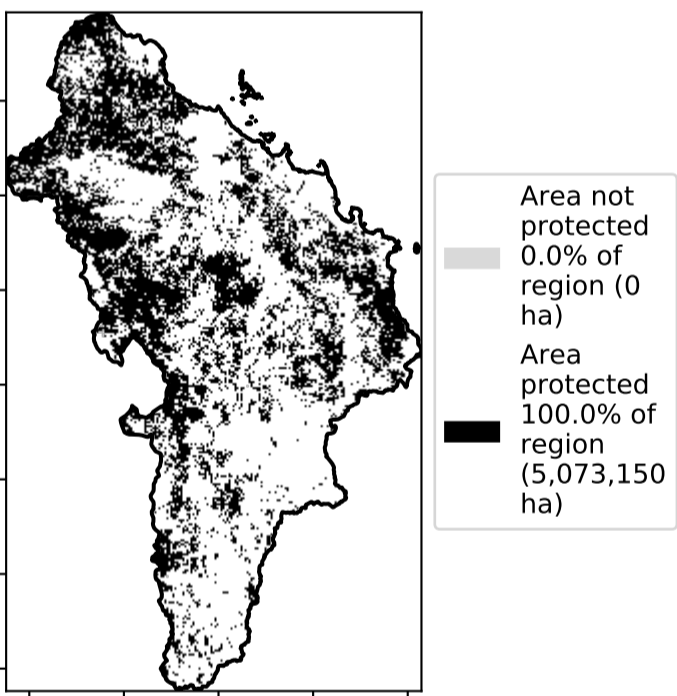 Area not
protected
0.0% of
region (0
ha)
Area
protected
100.0% of
region
(5,073,150
ha)